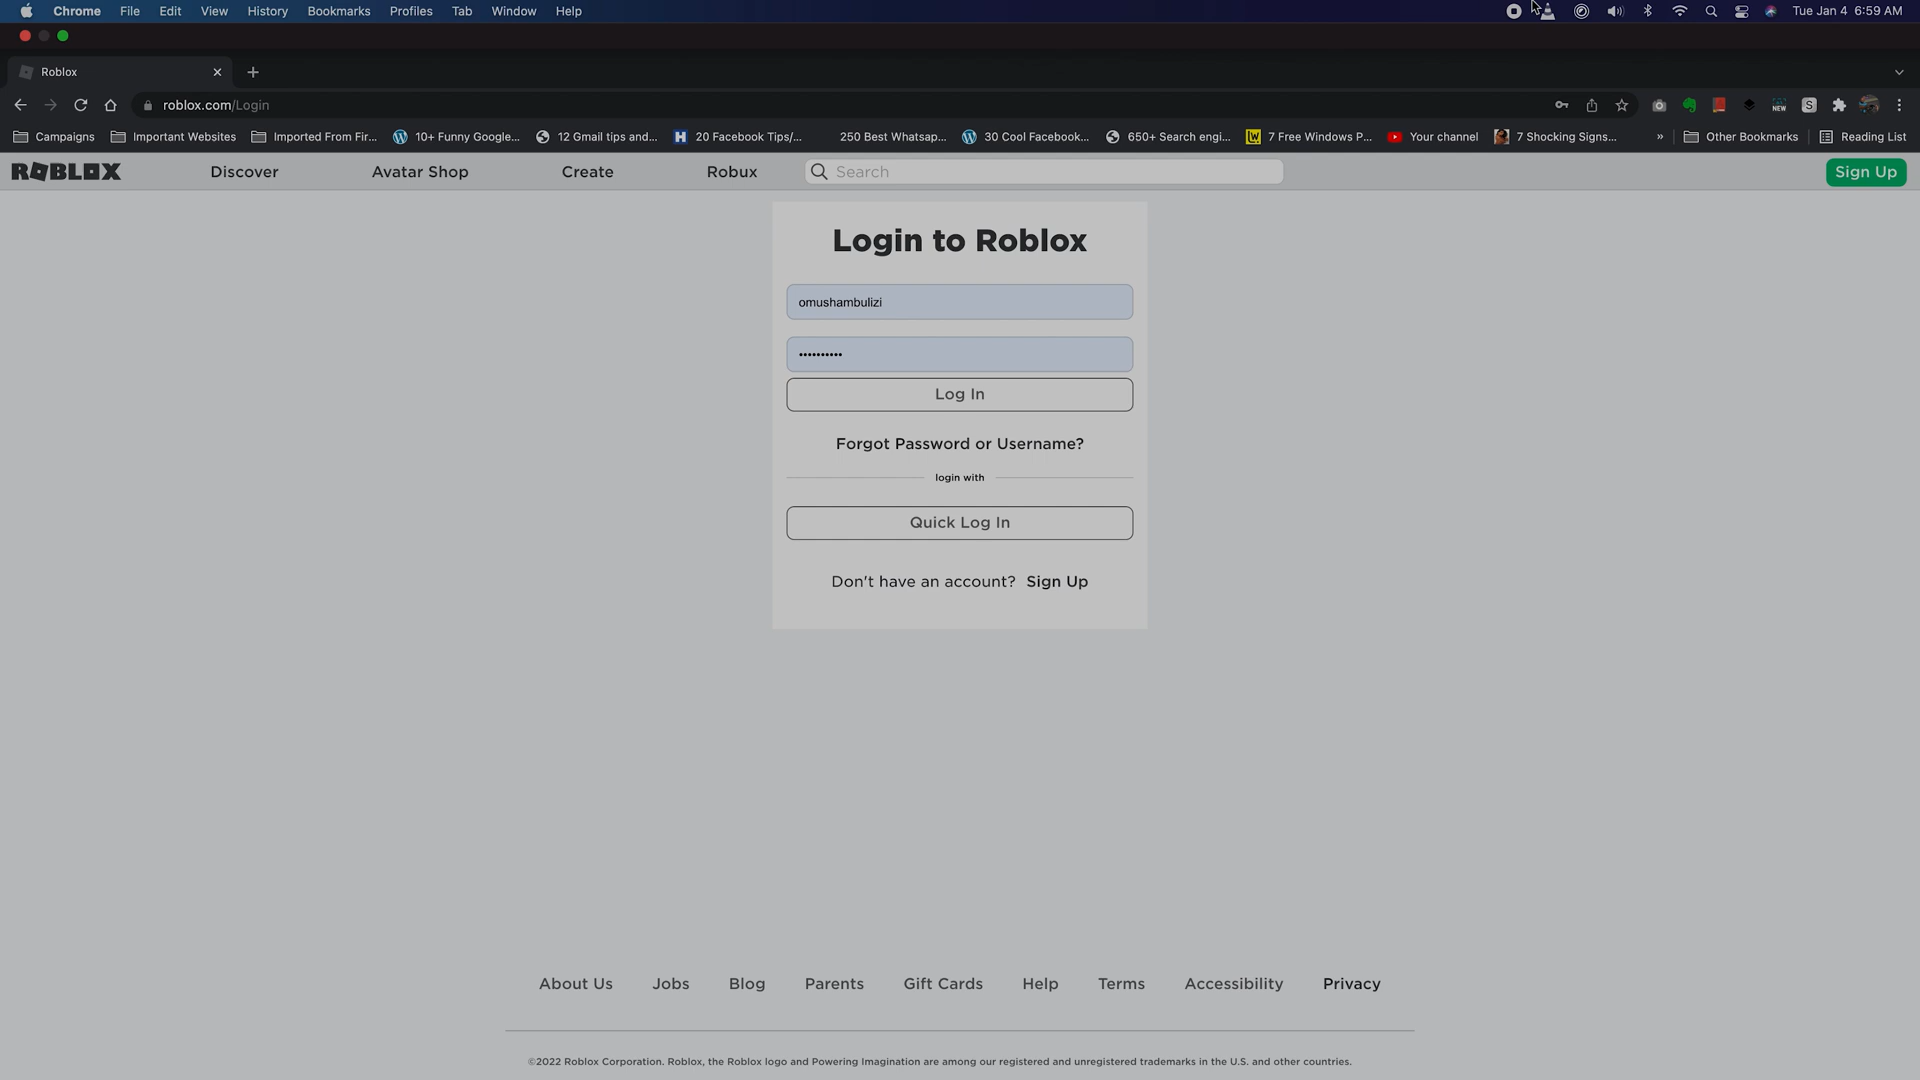 Chrome File Edit View History Bookmarks Profiles Tab Window Help Tue Jan 4 6:59 AM
Roblox
roblox.com/Login
Campaigns Important Websites Imported From Fir... 10+ Funny Google... 12 Gmail tips and... 20 Facebook Tips/... 250 Best Whatsap... 30 Cool Facebook... 650+ Search engi... 7 Free Windows P... Your channel 7 Shocking Signs... » Other Bookmarks Reading List
ROBLOX Discover Avatar Shop Create Robux Search Sign Up
Login to Roblox
omushambulizi
••••••••••
Log In
Forgot Password or Username?
login with
Quick Log In
Don't have an account? Sign Up
About Us Jobs Blog Parents Gift Cards Help Terms Accessibility Privacy
©2022 Roblox Corporation. Roblox, the Roblox logo and Powering Imagination are among our registered and unregistered trademarks in the U.S. and other countries.